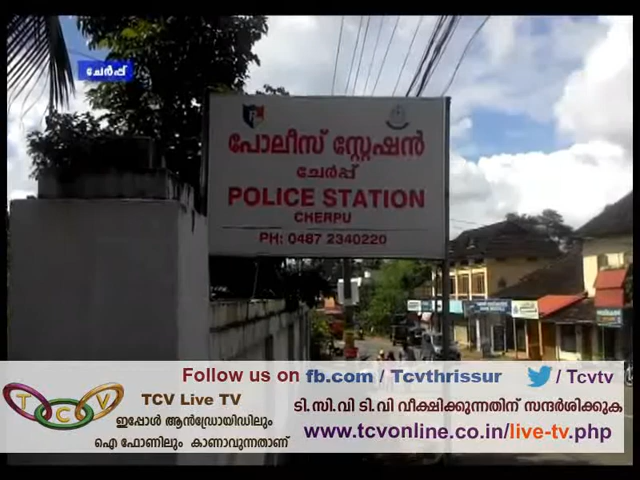 ചേർപ്പ്
പോലീസ് സ്റ്റേഷൻ
ചേർപ്പ്
POLICE STATION
CHERPU
PH: 0487 2340220
Follow us on fb.com / Tcvthrissur / Tcvtv
TCV
TCV Live TV
ഇപ്പോൾ ആൻഡ്രോയിഡിലും
ഐ ഫോണിലും കാണാവുന്നതാണ്
ടി.സി.വി ടി.വി വീക്ഷിക്കുന്നതിന് സന്ദർശിക്കുക
www.tcvonline.co.in/live-tv.php